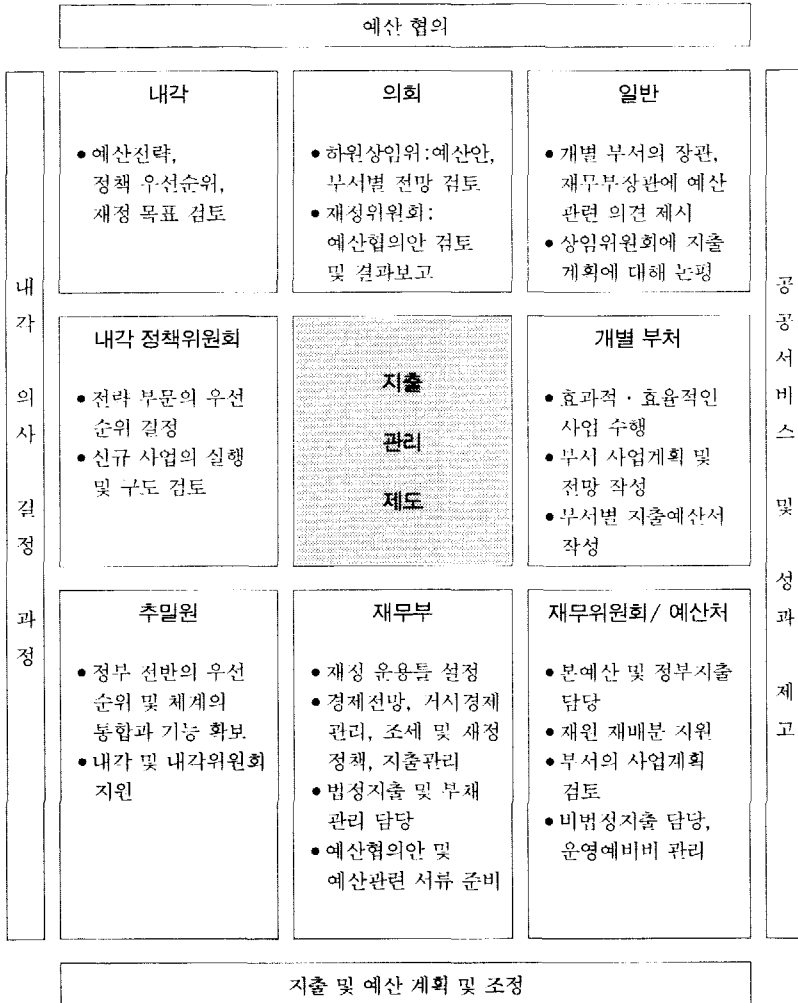 예산 협의
내각
• 예산전략,
정책 우선순위,
재정 목표 검토
의회
• 하원상임위:예산안,
부서별 전망 검토
• 재정위원회:
예산협의안 검토
및 결과보고
일반
• 개별 부서의 장관,
재무부장관에 예산
관련 의견 제시
• 상임위원회에 지출
계획에 대해 논평
내각 의사 결정 과정
내각 정책위원회
• 전략 부문의 우선
순위 결정
• 신규 사업의 실행
및 구도 검토
지출
관리
제도
개별 부처
• 효과적 · 효율적인
사업 수행
• 부서 사업계획 및
전망 작성
• 부서별 지출예산서
작성
공공서비스 및 성과 제고
추밀원
• 정부 전반의 우선
순위 및 체계의
통합과 기능 확보
• 내각 및 내각위원회
지원
재무부
• 재정 운용틀 설정
• 경제전망, 거시경제
관리, 조세 및 재정
정책, 지출관리
• 법정지출 및 부채
관리 담당
• 예산협의안 및
예산관련 서류 준비
재무위원회/ 예산처
• 본예산 및 정부지출
담당
• 재원 재배분 지원
• 부서의 사업계획
검토
• 비법정지출 담당,
운영예비비 관리
지출 및 예산 계획 및 조정